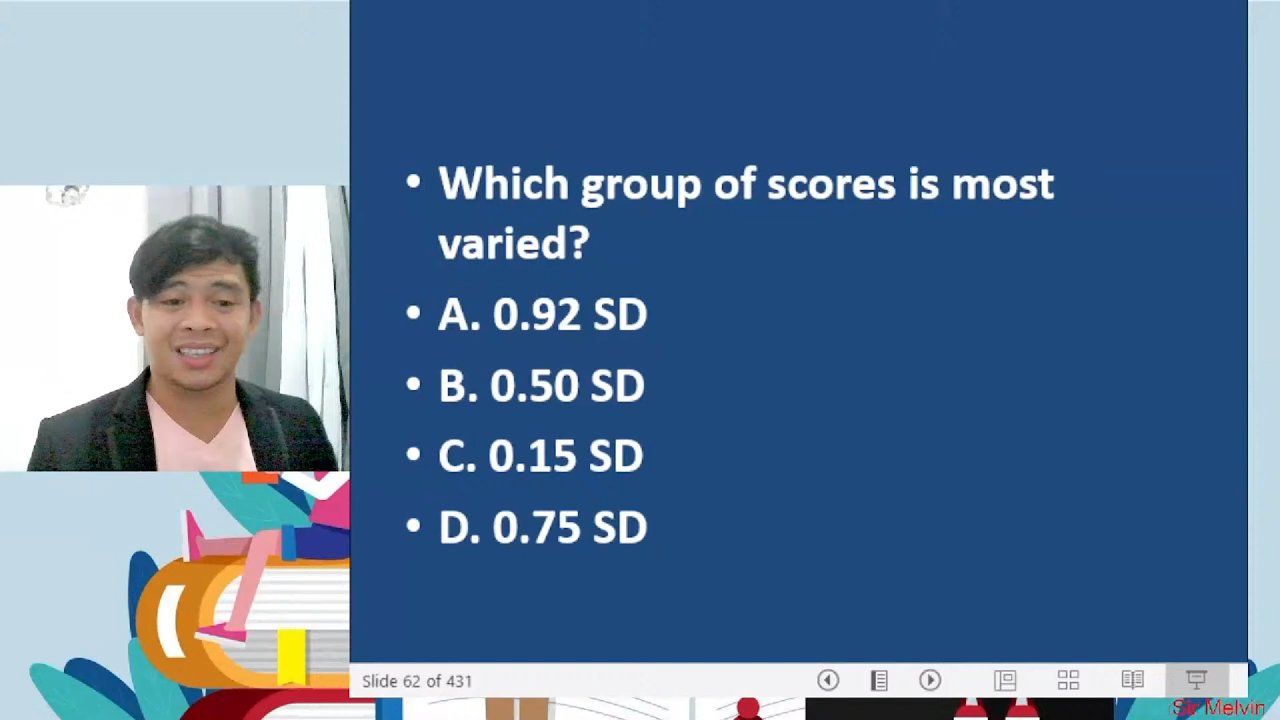 • Which group of scores is most
varied?
• A. 0.92 SD
• B. 0.50 SD
• C. 0.15 SD
• D. 0.75 SD
Slide 62 of 431
Sir Melvin